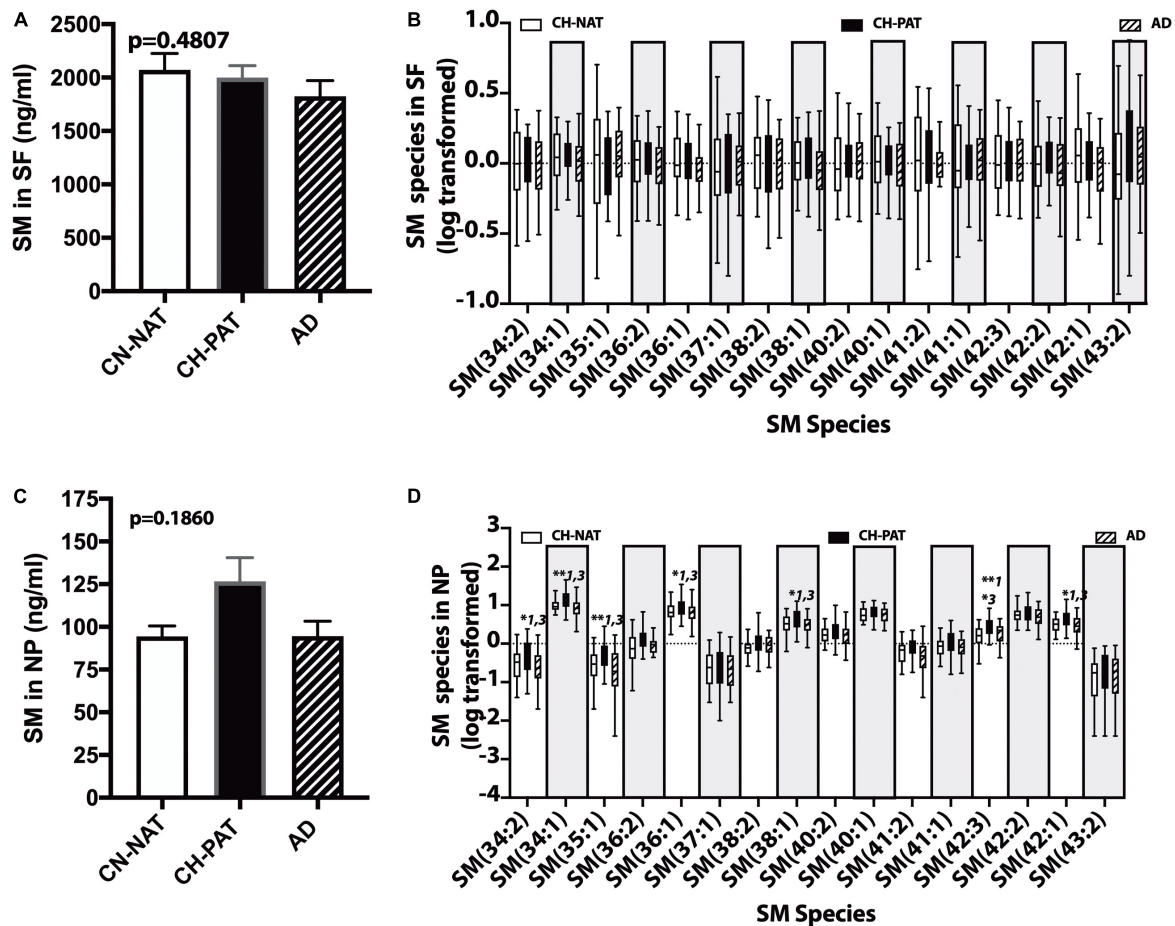 A
SM in SF (ng/ml)
2500
2000
1500
1000
500
0
p=0.4807
CN-NAT
CH-PAT
AD
B
SM species in SF
(log transformed)
1.0
0.5
0.0
-0.5
-1.0
CH-NAT
CH-PAT
AD
SM(34:2)
SM(34:1)
SM(35:1)
SM(36:2)
SM(36:1)
SM(37:1)
SM(38:2)
SM(38:1)
SM(40:2)
SM(40:1)
SM(41:2)
SM(41:1)
SM(42:3)
SM(42:2)
SM(42:1)
SM(43:2)
SM Species
C
SM in NP (ng/ml)
175
150
125
100
75
50
25
0
p=0.1860
CN-NAT
CH-PAT
AD
D
SM species in NP
(log transformed)
3
2
1
0
-1
-2
-3
-4
CH-NAT
CH-PAT
AD
*1,3
**1,3
**1,3
*1,3
*1,3
**1
*3
*1,3
SM(34:2)
SM(34:1)
SM(35:1)
SM(36:2)
SM(36:1)
SM(37:1)
SM(38:2)
SM(38:1)
SM(40:2)
SM(40:1)
SM(41:2)
SM(41:1)
SM(42:3)
SM(42:2)
SM(42:1)
SM(43:2)
SM Species